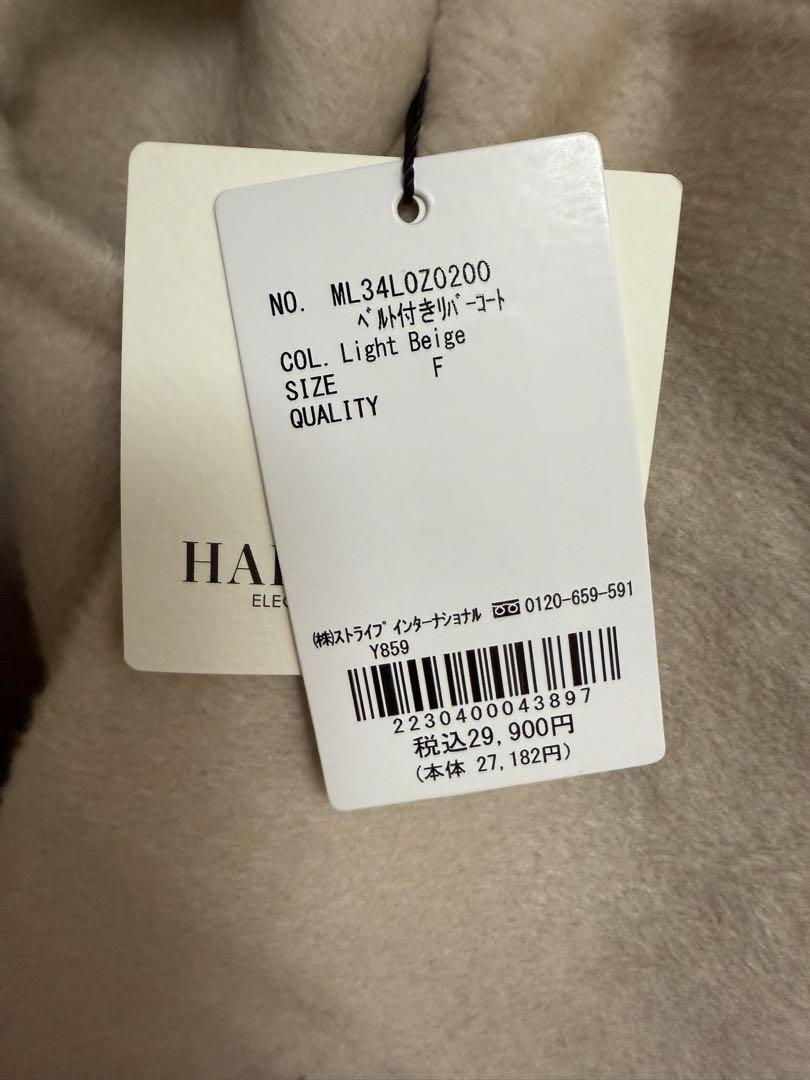 NO. ML34L0Z0200
ﾍﾞﾙﾄ付きﾘﾊﾞｰｺｰﾄ
COL. Light Beige
SIZE F
QUALITY
㈱ｽﾄﾗｲﾌﾟ ｲﾝﾀｰﾅｼｮﾅﾙ 0120-659-591
Y859
2230400043897
税込29,900円
(本体 27,182円)